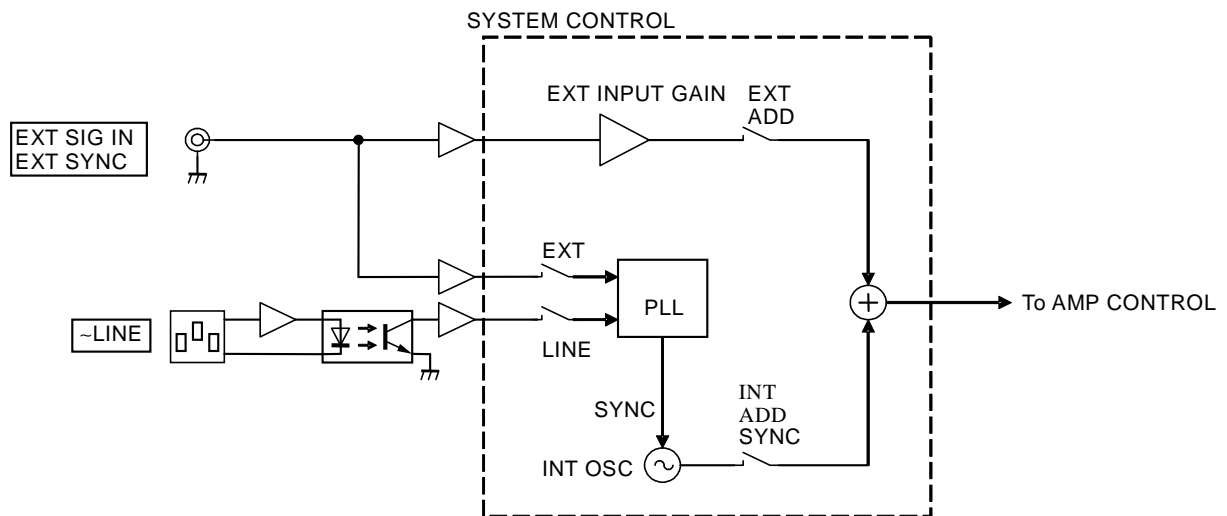 SYSTEM CONTROL
EXT INPUT GAIN
EXT
ADD
EXT SIG IN
EXT SYNC
EXT
PLL
To AMP CONTROL
~LINE
LINE
SYNC
INT
ADD
SYNC
INT OSC